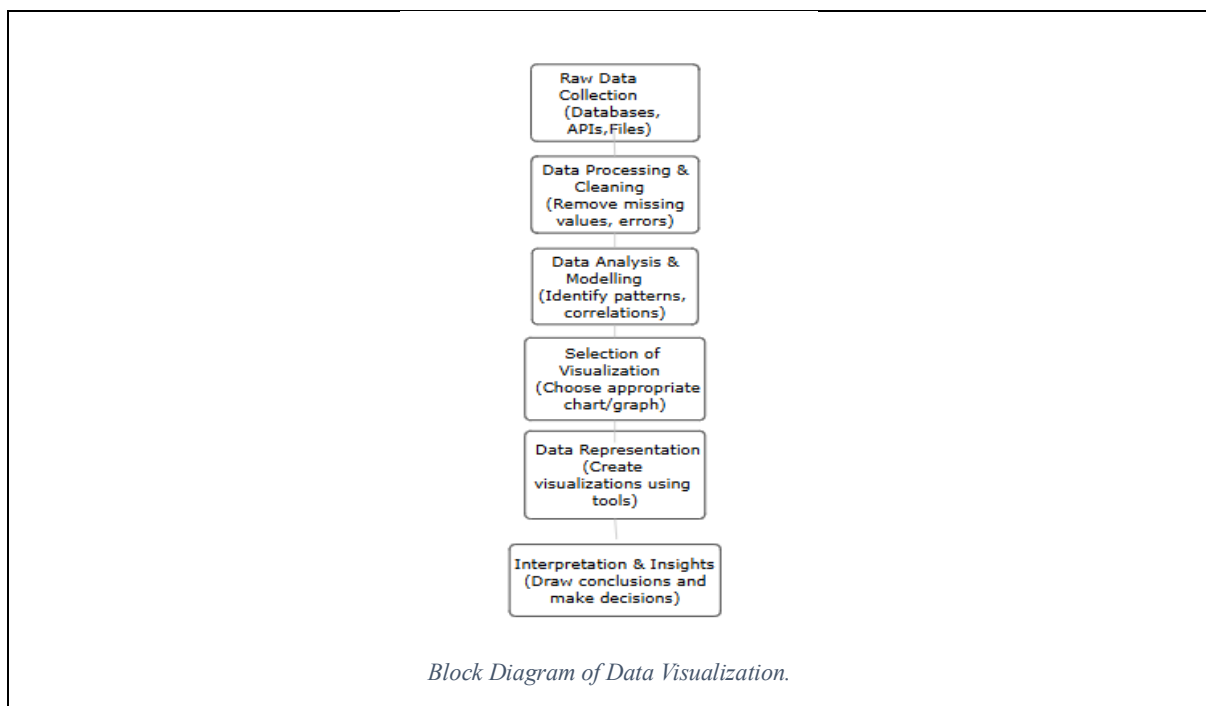 Raw Data
Collection
(Databases,
APIs,Files)
Data Processing &
Cleaning
(Remove missing
values, errors)
Data Analysis &
Modelling
(Identify patterns,
correlations)
Selection of
Visualization
(Choose appropriate
chart/graph)
Data Representation
(Create
visualizations using
tools)
Interpretation & Insights
(Draw conclusions and
make decisions)
Block Diagram of Data Visualization.